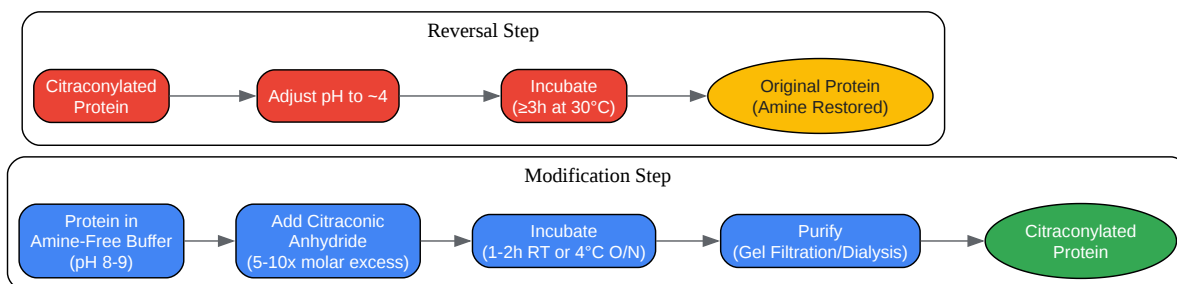 Reversal Step
Citraconylated
Protein
Adjust pH to ~4
Incubate
(≥3h at 30°C)
Original Protein
(Amine Restored)
Modification Step
Protein in
Amine-Free Buffer
(pH 8-9)
Add Citraconic
Anhydride
(5-10x molar excess)
Incubate
(1-2h RT or 4°C O/N)
Purify
(Gel Filtration/Dialysis)
Citraconylated
Protein